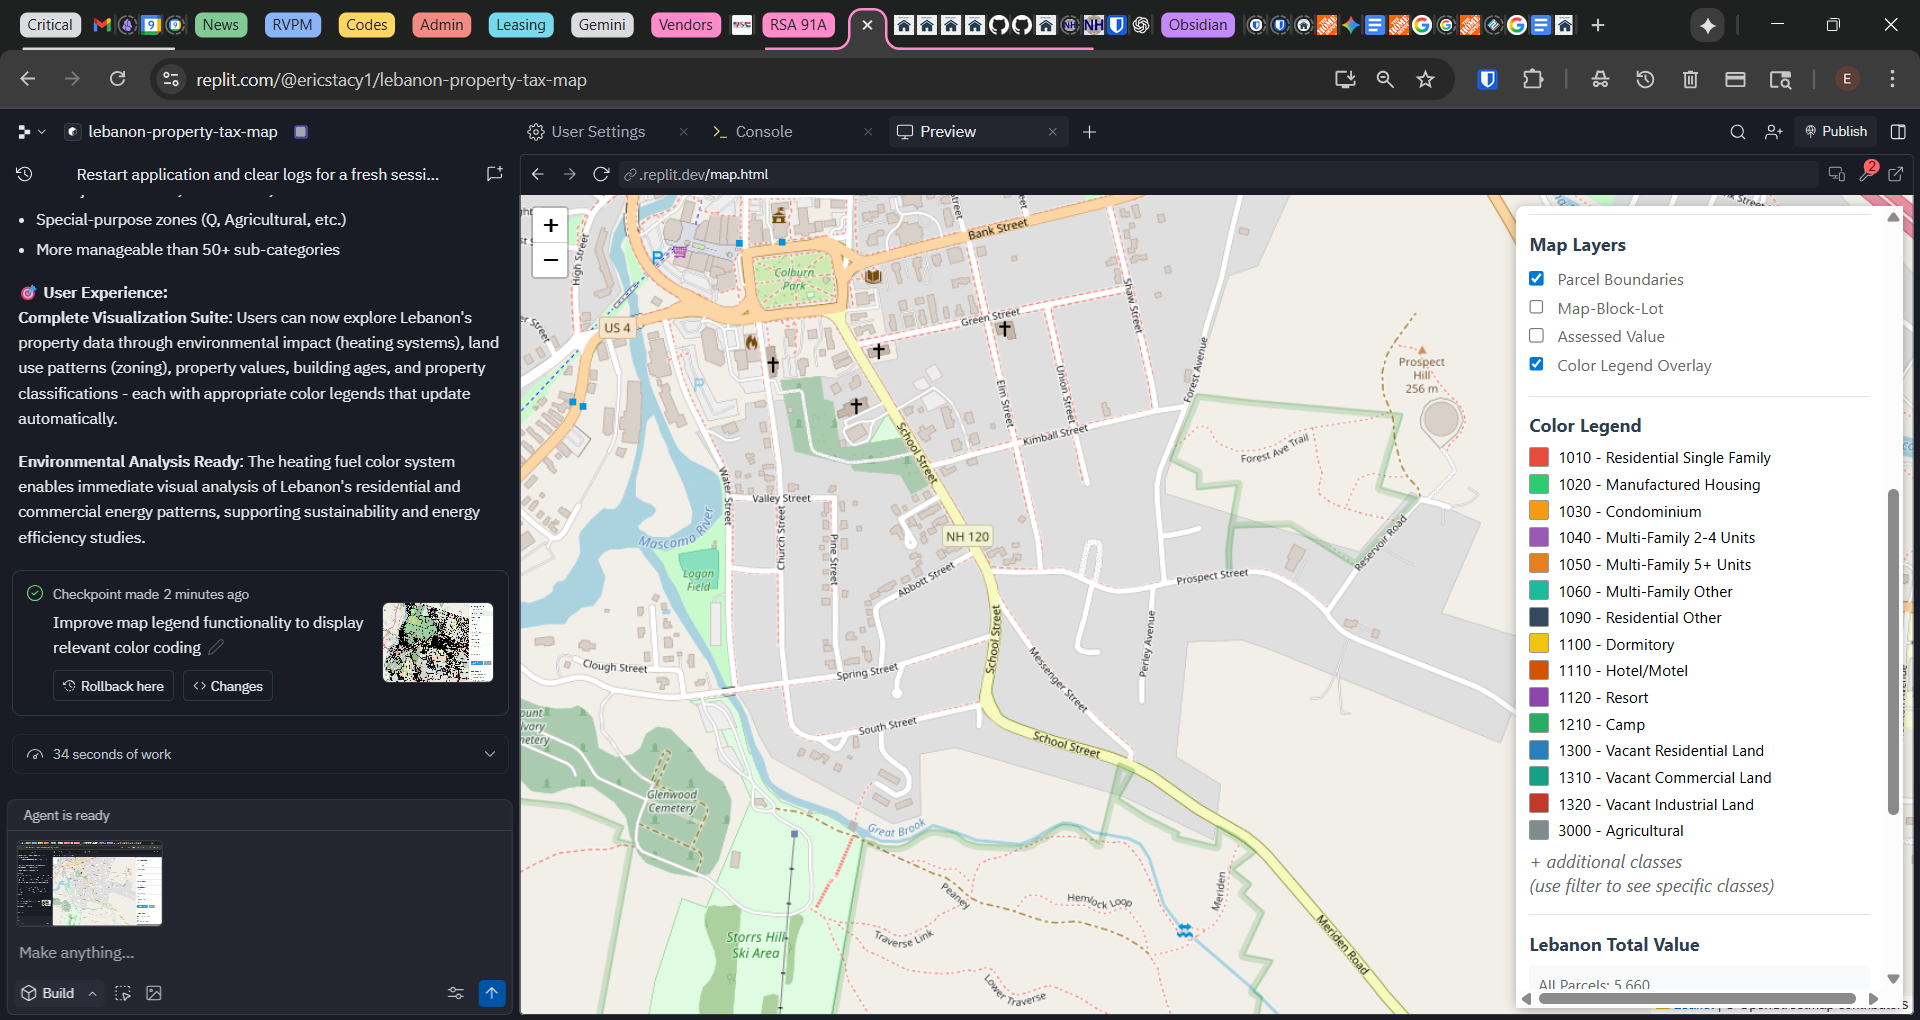 Critical
News
RVPM
Codes
Admin
Leasing
Gemini
Vendors
RSA 91A
Obsidian
replit.com/@ericstacy1/lebanon-property-tax-map
E
lebanon-property-tax-map
User Settings
Console
Preview
Publish
Restart application and clear logs for a fresh sessi...
.replit.dev/map.html
2
• Special-purpose zones (Q, Agricultural, etc.)
• More manageable than 50+ sub-categories
🎯 User Experience:
Complete Visualization Suite: Users can now explore Lebanon's
property data through environmental impact (heating systems), land
use patterns (zoning), property values, building ages, and property
classifications - each with appropriate color legends that update
automatically.
Environmental Analysis Ready: The heating fuel color system
enables immediate visual analysis of Lebanon's residential and
commercial energy patterns, supporting sustainability and energy
efficiency studies.
Checkpoint made 2 minutes ago
Improve map legend functionality to display
relevant color coding
Rollback here
Changes
34 seconds of work
Agent is ready
Make anything...
Build
+
−
High Street
Bank Street
Colburn
Park
US 4
Green Street
Shaw Street
Elm Street
Union Street
Forest Avenue
Kimball Street
School Street
Prospect
Hill
256 m
Forest Ave Trail
Water Street
Valley Street
Church Street
Pine Street
Mascoma River
NH 120
Logan
Field
Abbott Street
Prospect Street
Reservoir Road
Perley Avenue
School Street
Messenger Street
Clough Street
Spring Street
South Street
School Street
Glenwood
Cemetery
Great Brook
Peaney
Hemlock Loop
Meriden
Traverse Link
Storrs Hill
Ski Area
Lower Traverse
Meriden Road
Map Layers
Parcel Boundaries
Map-Block-Lot
Assessed Value
Color Legend Overlay
Color Legend
1010 - Residential Single Family
1020 - Manufactured Housing
1030 - Condominium
1040 - Multi-Family 2-4 Units
1050 - Multi-Family 5+ Units
1060 - Multi-Family Other
1090 - Residential Other
1100 - Dormitory
1110 - Hotel/Motel
1120 - Resort
1210 - Camp
1300 - Vacant Residential Land
1310 - Vacant Commercial Land
1320 - Vacant Industrial Land
3000 - Agricultural
+ additional classes
(use filter to see specific classes)
Lebanon Total Value
All Parcels: 5,660